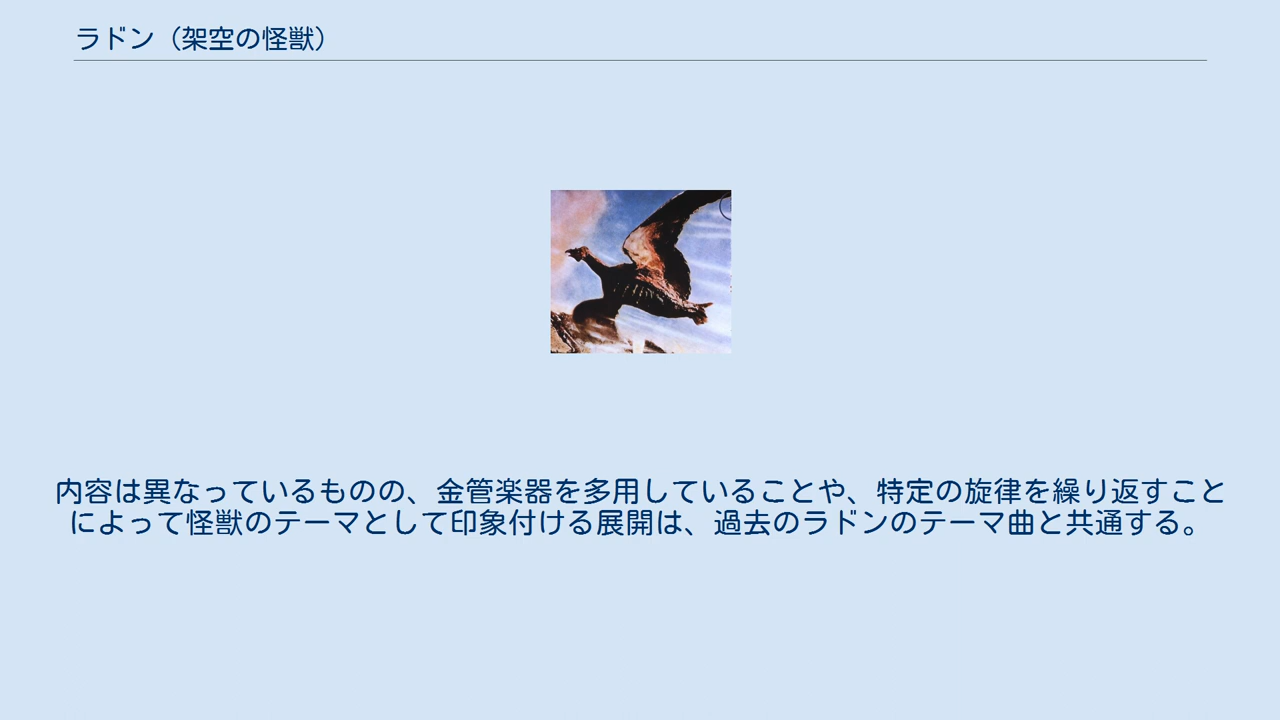 ラドン（架空の怪獣）
内容は異なっているものの、金管楽器を多用していることや、特定の旋律を繰り返すこと
によって怪獣のテーマとして印象付ける展開は、過去のラドンのテーマ曲と共通する。